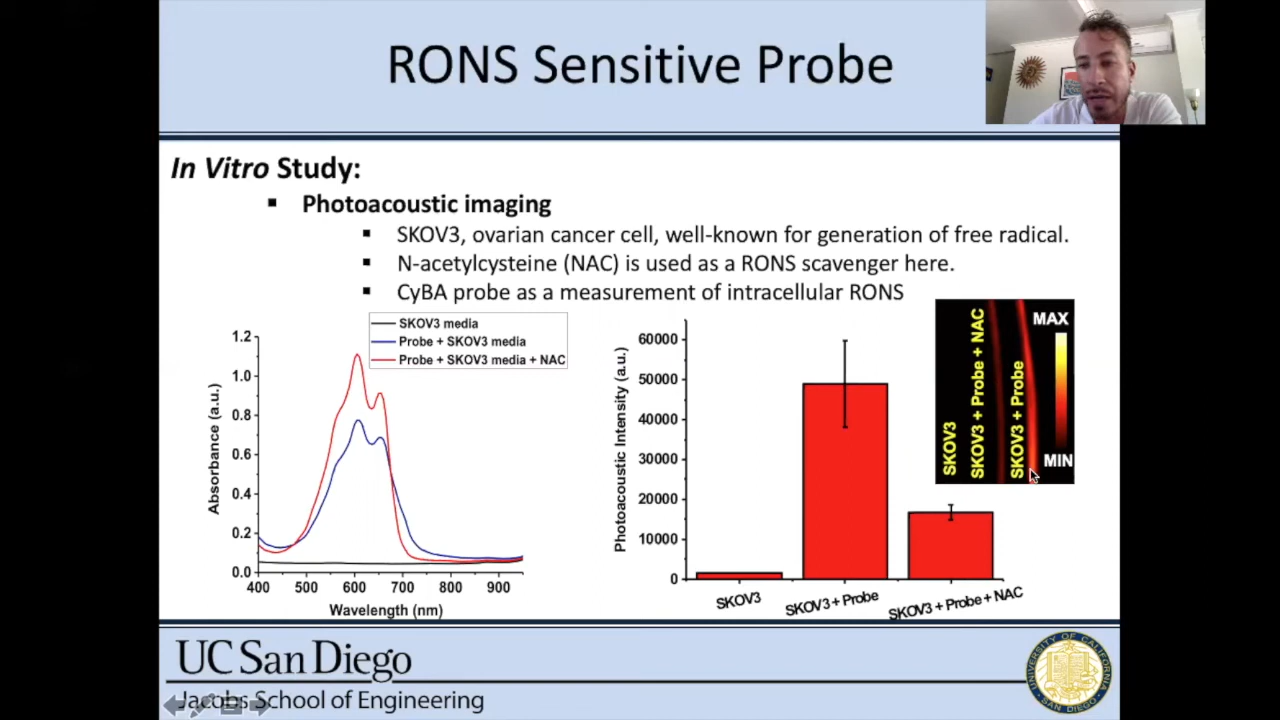 RONS Sensitive Probe
In Vitro Study:
Photoacoustic imaging
SKOV3, ovarian cancer cell, well-known for generation of free radical.
N-acetylcysteine (NAC) is used as a RONS scavenger here.
CyBA probe as a measurement of intracellular RONS
SKOV3 media
Probe + SKOV3 media
Probe + SKOV3 media + NAC
Absorbance (a.u.)
1.2
1.0
0.8
0.6
0.4
0.2
0.0
400 500 600 700 800 900
Wavelength (nm)
Photoacoustic Intensity (a.u.)
60000
50000
40000
30000
20000
10000
0
SKOV3
SKOV3 + Probe
SKOV3 + Probe + NAC
SKOV3
SKOV3 + Probe + NAC
SKOV3 + Probe
MAX
MIN
UC San Diego
Jacobs School of Engineering
UNIVERSITY OF CALIFORNIA
SAN DIEGO